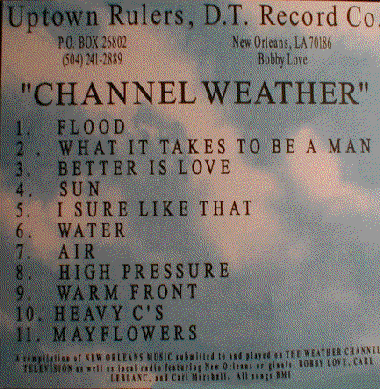 Uptown Rulers, D.T. Record Co.
P.O. BOX 25802 New Orleans, LA 70186
(504) 241-2889 Bobby Love
"CHANNEL WEATHER"
1. FLOOD
2. WHAT IT TAKES TO BE A MAN
3. BETTER IS LOVE
4. SUN
5. I SURE LIKE THAT
6. WATER
7. AIR
8. HIGH PRESSURE
9. WARM FRONT
10. HEAVY C'S
11. MAYFLOWERS
A compilation of NEW ORLEANS MUSIC submitted to and played on THE WEATHER CHANNEL
TELEVISION as well as local radio featuring New Orleans or giants BOBBY LOVE, CARL
LEBLANC, and Carl Marshall. All songs BMI